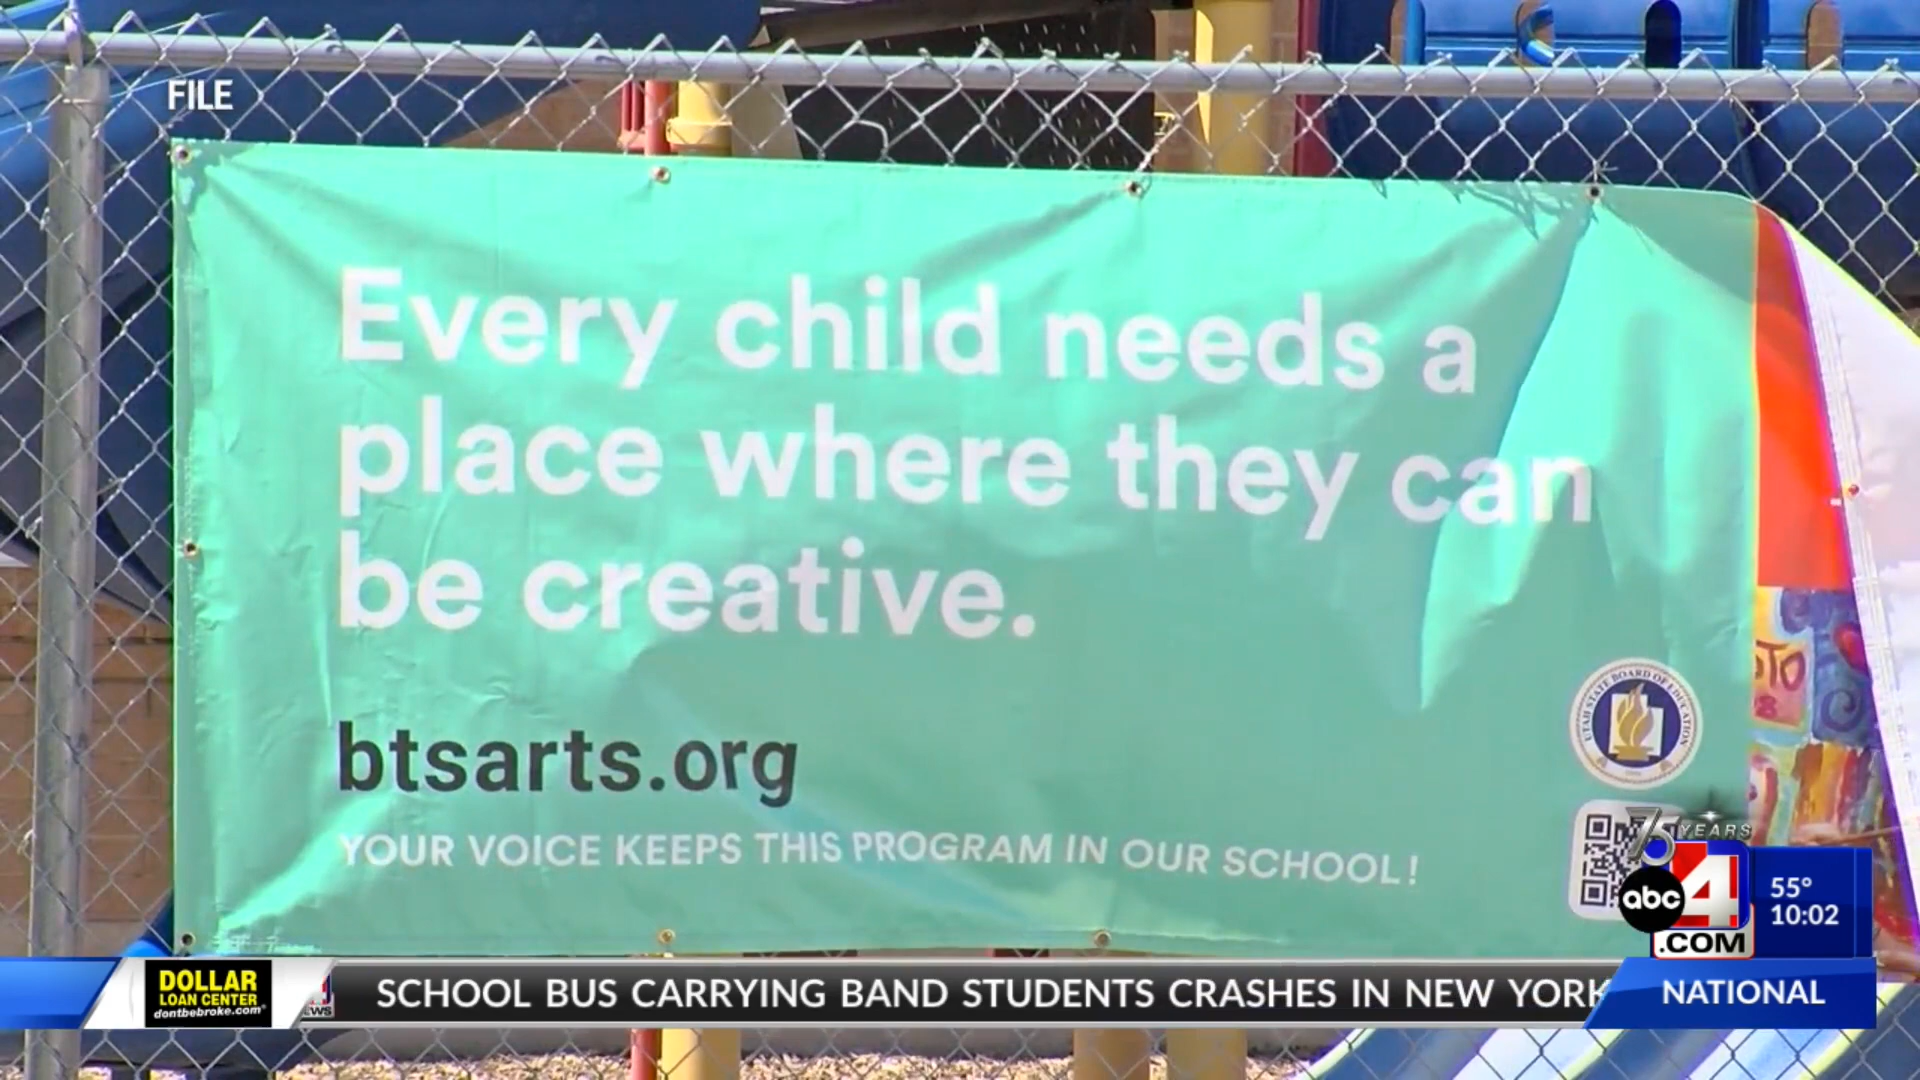 FILE
Every child needs a
place where they can
be creative.
btsarts.org
YOUR VOICE KEEPS THIS PROGRAM IN OUR SCHOOL!
UTAH STATE BOARD OF EDUCATION
75 YEARS
abc 4
.COM
55°
10:02
DOLLAR
LOAN CENTER
dontbebroke.com
SCHOOL BUS CARRYING BAND STUDENTS CRASHES IN NEW YORK
NATIONAL